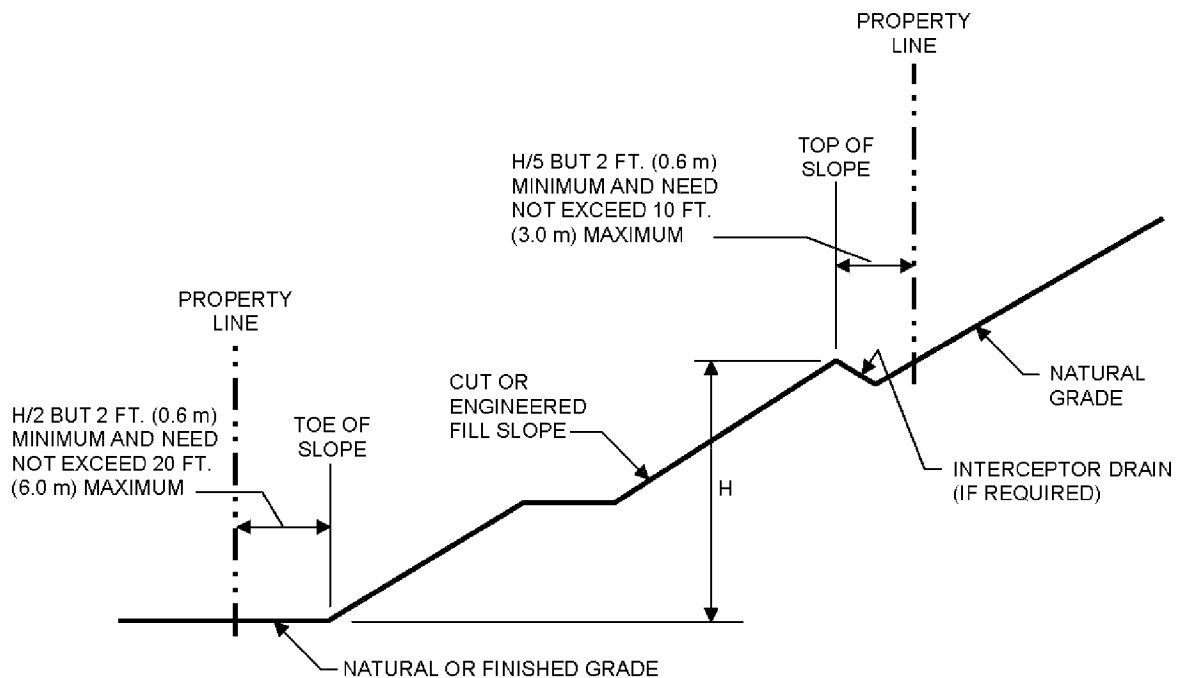 PROPERTY
LINE
H/5 BUT 2 FT. (0.6 m)
MINIMUM AND NEED
NOT EXCEED 10 FT.
(3.0 m) MAXIMUM
TOP OF
SLOPE
PROPERTY
LINE
H/2 BUT 2 FT. (0.6 m)
MINIMUM AND NEED
NOT EXCEED 20 FT.
(6.0 m) MAXIMUM
TOE OF
SLOPE
CUT OR
ENGINEERED
FILL SLOPE
H
NATURAL
GRADE
INTERCEPTOR DRAIN
(IF REQUIRED)
NATURAL OR FINISHED GRADE